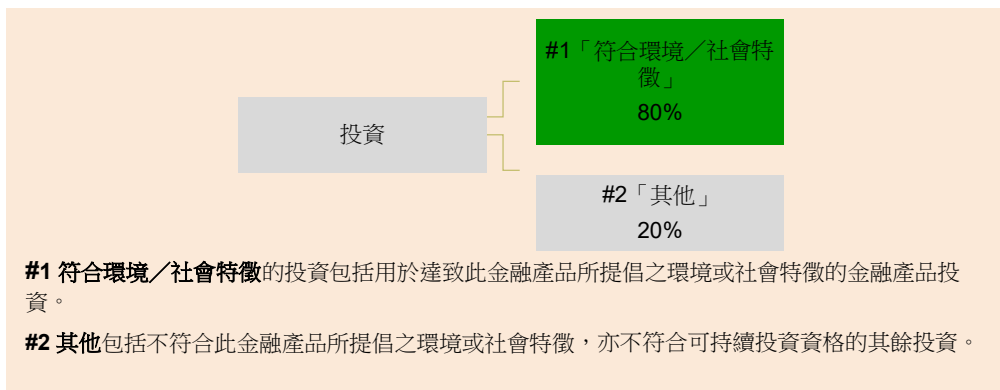 #1「符合環境／社會特
徵」
80%
投資
#2「其他」
20%
#1 符合環境／社會特徵的投資包括用於達致此金融產品所提倡之環境或社會特徵的金融產品投
資。
#2 其他包括不符合此金融產品所提倡之環境或社會特徵，亦不符合可持續投資資格的其餘投資。